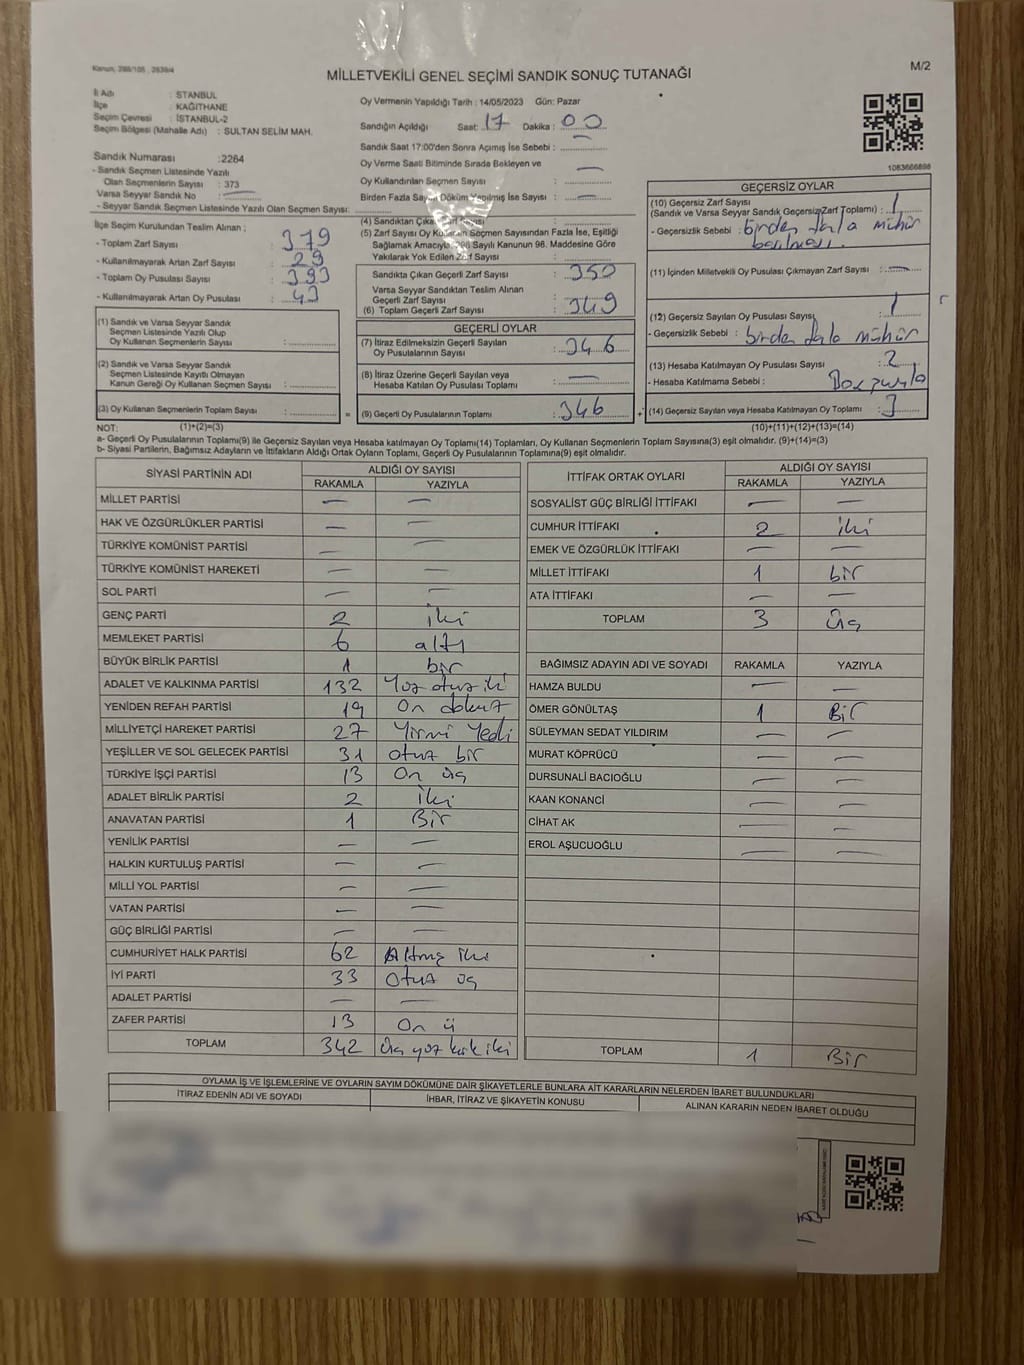 Kanun, 298/105 , 2839/4
M/2
MİLLETVEKİLİ GENEL SEÇİMİ SANDIK SONUÇ TUTANAĞI
İl Adı : İSTANBUL
İlçe : KAĞITHANE
Seçim Çevresi : İSTANBUL-2
Seçim Bölgesi (Mahalle Adı) : SULTAN SELİM MAH.
Sandık Numarası :2264
- Sandık Seçmen Listesinde Yazılı
Olan Seçmenlerin Sayısı : 373
Varsa Seyyar Sandık No : —
- Seyyar Sandık Seçmen Listesinde Yazılı Olan Seçmen Sayısı:
İlçe Seçim Kurulundan Teslim Alınan ;
- Toplam Zarf Sayısı : 379
- Kullanılmayarak Artan Zarf Sayısı : 29
- Toplam Oy Pusulası Sayısı : 393
- Kullanılmayarak Artan Oy Pusulası : 43
(1) Sandık ve Varsa Seyyar Sandık
Seçmen Listesinde Yazılı Olup
Oy Kullanan Seçmenlerin Sayısı :
(2) Sandık ve Varsa Seyyar Sandık
Seçmen Listesinde Kayıtlı Olmayan
Kanun Gereği Oy Kullanan Seçmen Sayısı :
(3) Oy Kullanan Seçmenlerin Toplam Sayısı :
(1)+(2)=(3)
Oy Vermenin Yapıldığı Tarih : 14/05/2023 Gün: Pazar
Sandığın Açıldığı Saat: 17 Dakika : 00
Sandık Saat 17:00'den Sonra Açılmış İse Sebebi : —
Oy Verme Saati Bitiminde Sırada Bekleyen ve
Oy Kullandırılan Seçmen Sayısı : —
Birden Fazla Sayım Döküm Yapılmış İse Sayısı : —
(4) Sandıktan Çıkan Zarf Sayısı :
(5) Zarf Sayısı Oy Kullanan Seçmen Sayısından Fazla İse, Eşitliği
Sağlamak Amacıyla 298 Sayılı Kanunun 98. Maddesine Göre
Yakılarak Yok Edilen Zarf Sayısı :
Sandıkta Çıkan Geçerli Zarf Sayısı : 350
Varsa Seyyar Sandıktan Teslim Alınan
Geçerli Zarf Sayısı :
(6) Toplam Geçerli Zarf Sayısı : 349
GEÇERLİ OYLAR
(7) İtiraz Edilmeksizin Geçerli Sayılan
Oy Pusulalarının Sayısı : 346
(8) İtiraz Üzerine Geçerli Sayılan veya
Hesaba Katılan Oy Pusulası Toplamı : —
= (9) Geçerli Oy Pusulalarının Toplamı : 346 +
1083666898
GEÇERSİZ OYLAR
(10) Geçersiz Zarf Sayısı
(Sandık ve Varsa Seyyar Sandık Geçersiz Zarf Toplamı) : 1
- Geçersizlik Sebebi : birden fazla mühür
basılması.
(11) İçinden Milletvekili Oy Pusulası Çıkmayan Zarf Sayısı : —
(12) Geçersiz Sayılan Oy Pusulası Sayısı : 1
- Geçersizlik Sebebi : birden fazla mühür
(13) Hesaba Katılmayan Oy Pusulası Sayısı : 2
- Hesaba Katılmama Sebebi :
(14) Geçersiz Sayılan veya Hesaba Katılmayan Oy Toplamı : 3
(10)+(11)+(12)+(13)=(14)
NOT:
a- Geçerli Oy Pusulalarının Toplamı(9) ile Geçersiz Sayılan veya Hesaba katılmayan Oy Toplamı(14) Toplamları, Oy Kullanan Seçmenlerin Toplam Sayısına(3) eşit olmalıdır. (9)+(14)=(3)
b- Siyasi Partilerin, Bağımsız Adayların ve İttifakların Aldığı Ortak Oyların Toplamı, Geçerli Oy Pusulalarının Toplamına(9) eşit olmalıdır.
SİYASİ PARTİNİN ADI ALDIĞI OY SAYISI
RAKAMLA YAZIYLA
MİLLET PARTİSİ — —
HAK VE ÖZGÜRLÜKLER PARTİSİ — —
TÜRKİYE KOMÜNİST PARTİSİ — —
TÜRKİYE KOMÜNİST HAREKETİ — —
SOL PARTİ — —
GENÇ PARTİ 2 iki
MEMLEKET PARTİSİ 6 altı
BÜYÜK BİRLİK PARTİSİ 1 bir
ADALET VE KALKINMA PARTİSİ 132 Yüz otuz iki
YENİDEN REFAH PARTİSİ 19 On dokuz
MİLLİYETÇİ HAREKET PARTİSİ 27 Yirmi Yedi
YEŞİLLER VE SOL GELECEK PARTİSİ 31 otuz bir
TÜRKİYE İŞÇİ PARTİSİ 13 On üç
ADALET BİRLİK PARTİSİ 2 iki
ANAVATAN PARTİSİ 1 Bir
YENİLİK PARTİSİ — —
HALKIN KURTULUŞ PARTİSİ — —
MİLLİ YOL PARTİSİ — —
VATAN PARTİSİ — —
GÜÇ BİRLİĞİ PARTİSİ — —
CUMHURİYET HALK PARTİSİ 62 Altmış iki
İYİ PARTİ 33 Otuz üç
ADALET PARTİSİ — —
ZAFER PARTİSİ 13 On ü
TOPLAM 342 Üç yüz kırk iki
İTTİFAK ORTAK OYLARI ALDIĞI OY SAYISI
RAKAMLA YAZIYLA
SOSYALİST GÜÇ BİRLİĞİ İTTİFAKI — —
CUMHUR İTTİFAKI 2 iki
EMEK VE ÖZGÜRLÜK İTTİFAKI — —
MİLLET İTTİFAKI 1 bir
ATA İTTİFAKI — —
TOPLAM 3 Üç
BAĞIMSIZ ADAYIN ADI VE SOYADI RAKAMLA YAZIYLA
HAMZA BULDU — —
ÖMER GÖNÜLTAŞ 1 Bir
SÜLEYMAN SEDAT YILDIRIM — —
MURAT KÖPRÜCÜ — —
DURSUNALİ BACIOĞLU — —
KAAN KONANCİ — —
CİHAT AK — —
EROL AŞUCUOĞLU — —
TOPLAM 1 Bir
OYLAMA İŞ VE İŞLEMLERİNE VE OYLARIN SAYIM DÖKÜMÜNE DAİR ŞİKAYETLERLE BUNLARA AİT KARARLARIN NELERDEN İBARET BULUNDUKLARI
İTİRAZ EDENİN ADI VE SOYADI İHBAR, İTİRAZ VE ŞİKAYETİN KONUSU ALINAN KARARIN NEDEN İBARET OLDUĞU